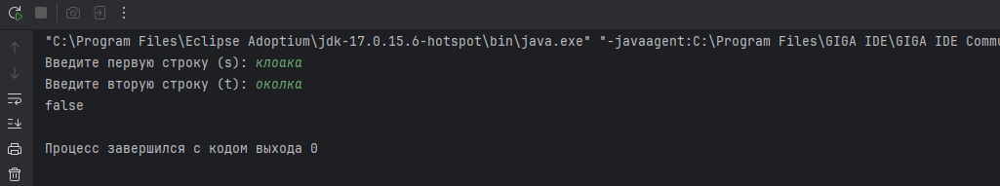 "C:\Program Files\Eclipse Adoptium\jdk-17.0.15.6-hotspot\bin\java.exe" "-javaagent:C:\Program Files\GIGA IDE\GIGA IDE Commu
Введите первую строку (s): клоака
Введите вторую строку (t): околка
false
Процесс завершился с кодом выхода 0